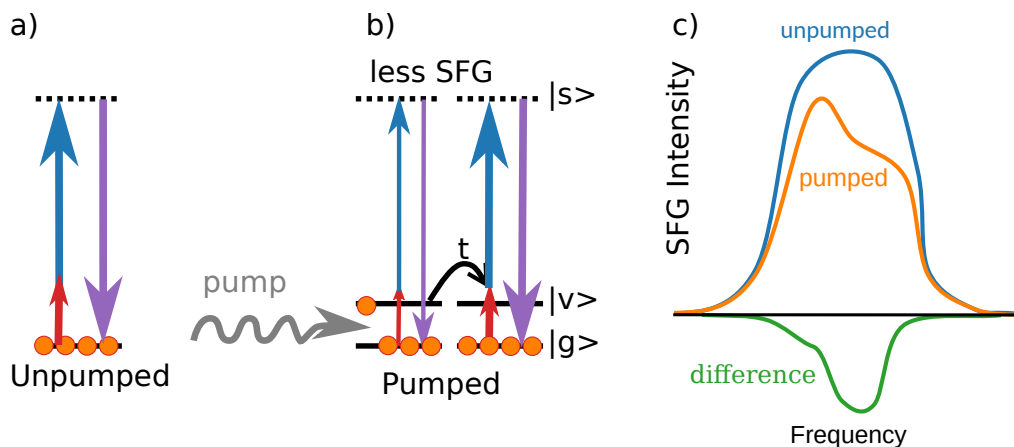 a)
Unpumped
pump
b)
less SFG
|s>
t
|v>
|g>
Pumped
c)
unpumped
SFG Intensity
pumped
difference
Frequency